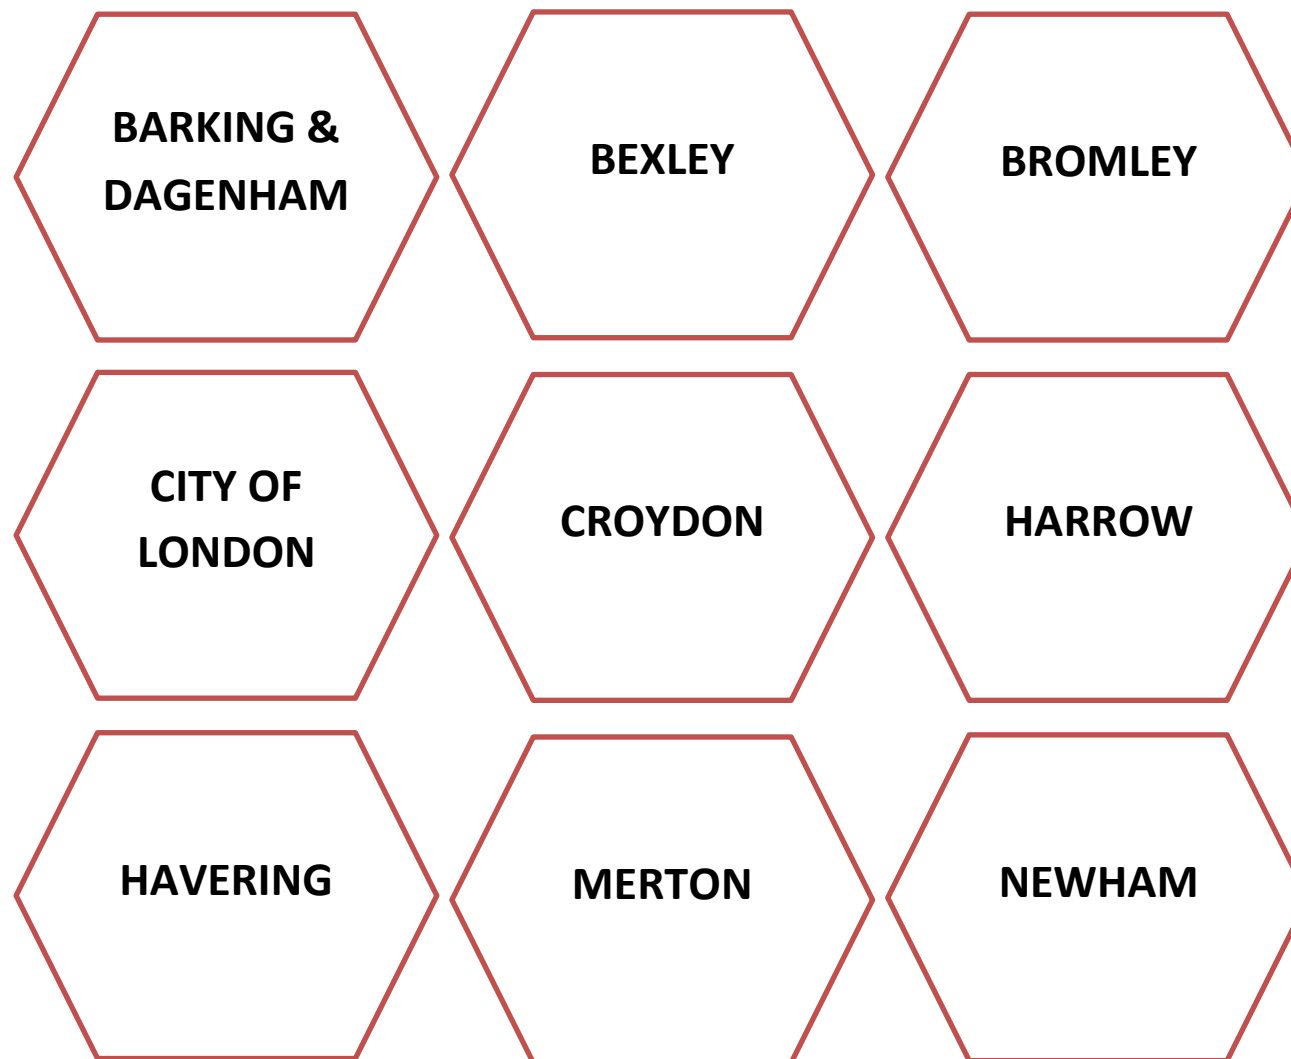 BARKING &
DAGENHAM
BEXLEY
BROMLEY
CITY OF
LONDON
CROYDON
HARROW
HAVERING
MERTON
NEWHAM